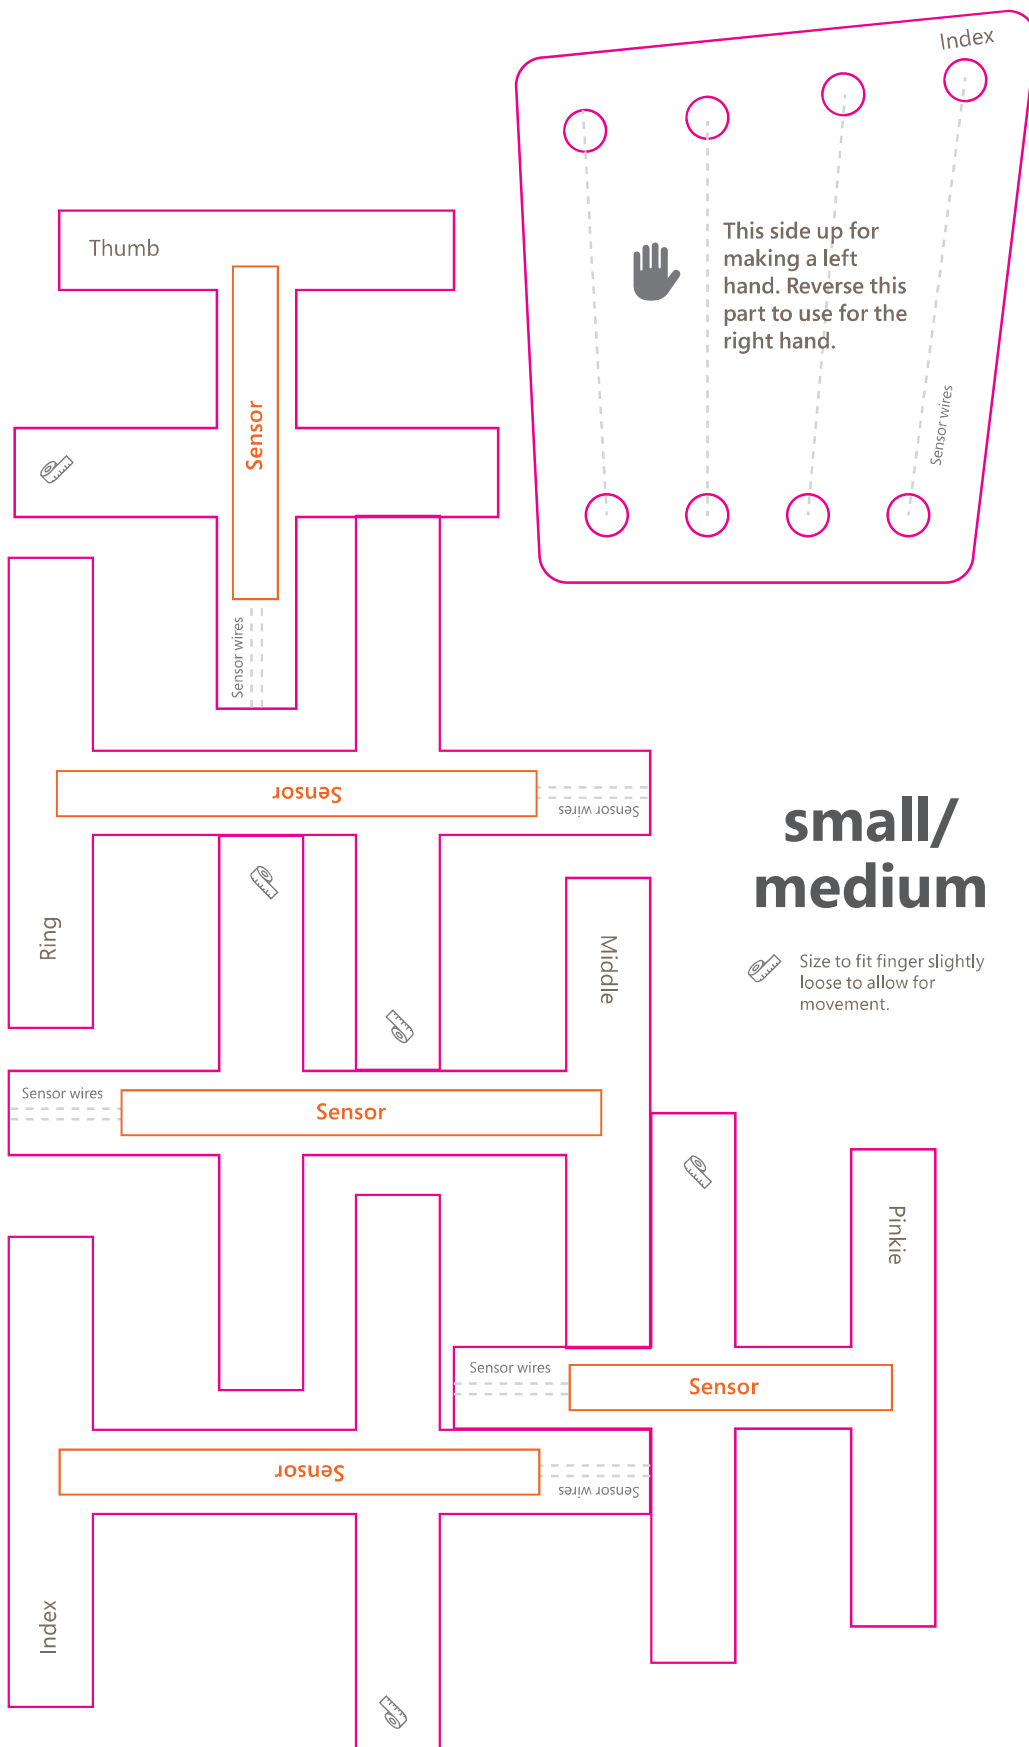 Index
This side up for
making a left
hand. Reverse this
part to use for the
right hand.
Sensor wires
Thumb
Sensor
Sensor wires
Sensor
Sensor wires
Ring
small/
medium
Size to fit finger slightly
loose to allow for
movement.
Middle
Sensor wires
Sensor
Pinkie
Sensor wires
Sensor
Sensor
Sensor wires
Index